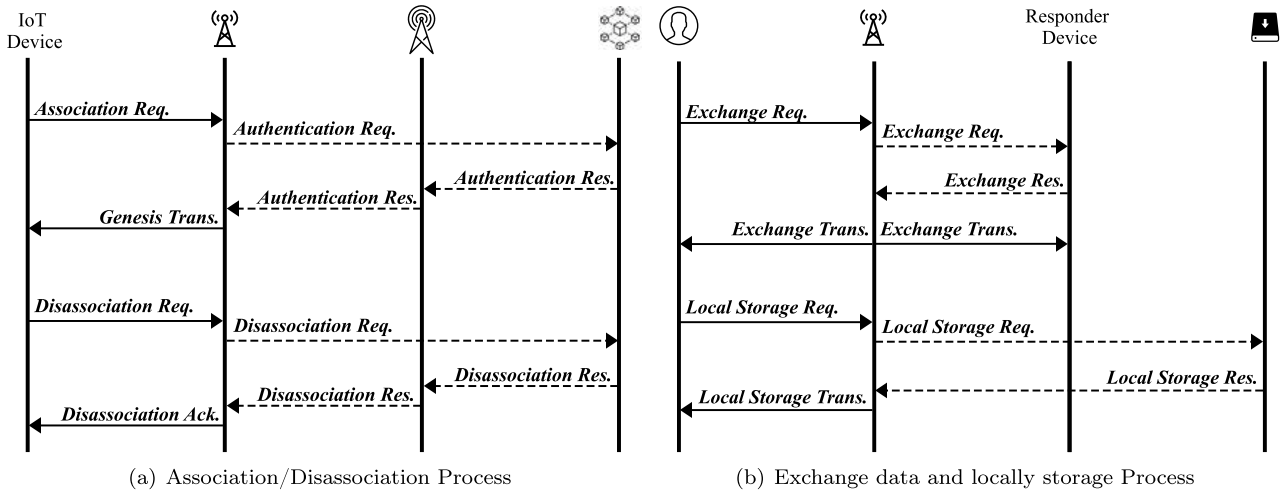 IoT
Device
Association Req.
Authentication Req.
Authentication Res.
Authentication Res.
Genesis Trans.
Disassociation Req.
Disassociation Req.
Disassociation Res.
Disassociation Res.
Disassociation Ack.
(a) Association/Disassociation Process
Responder
Device
Exchange Req.
Exchange Req.
Exchange Res.
Exchange Trans.
Exchange Trans.
Local Storage Req.
Local Storage Req.
Local Storage Res.
Local Storage Trans.
(b) Exchange data and locally storage Process